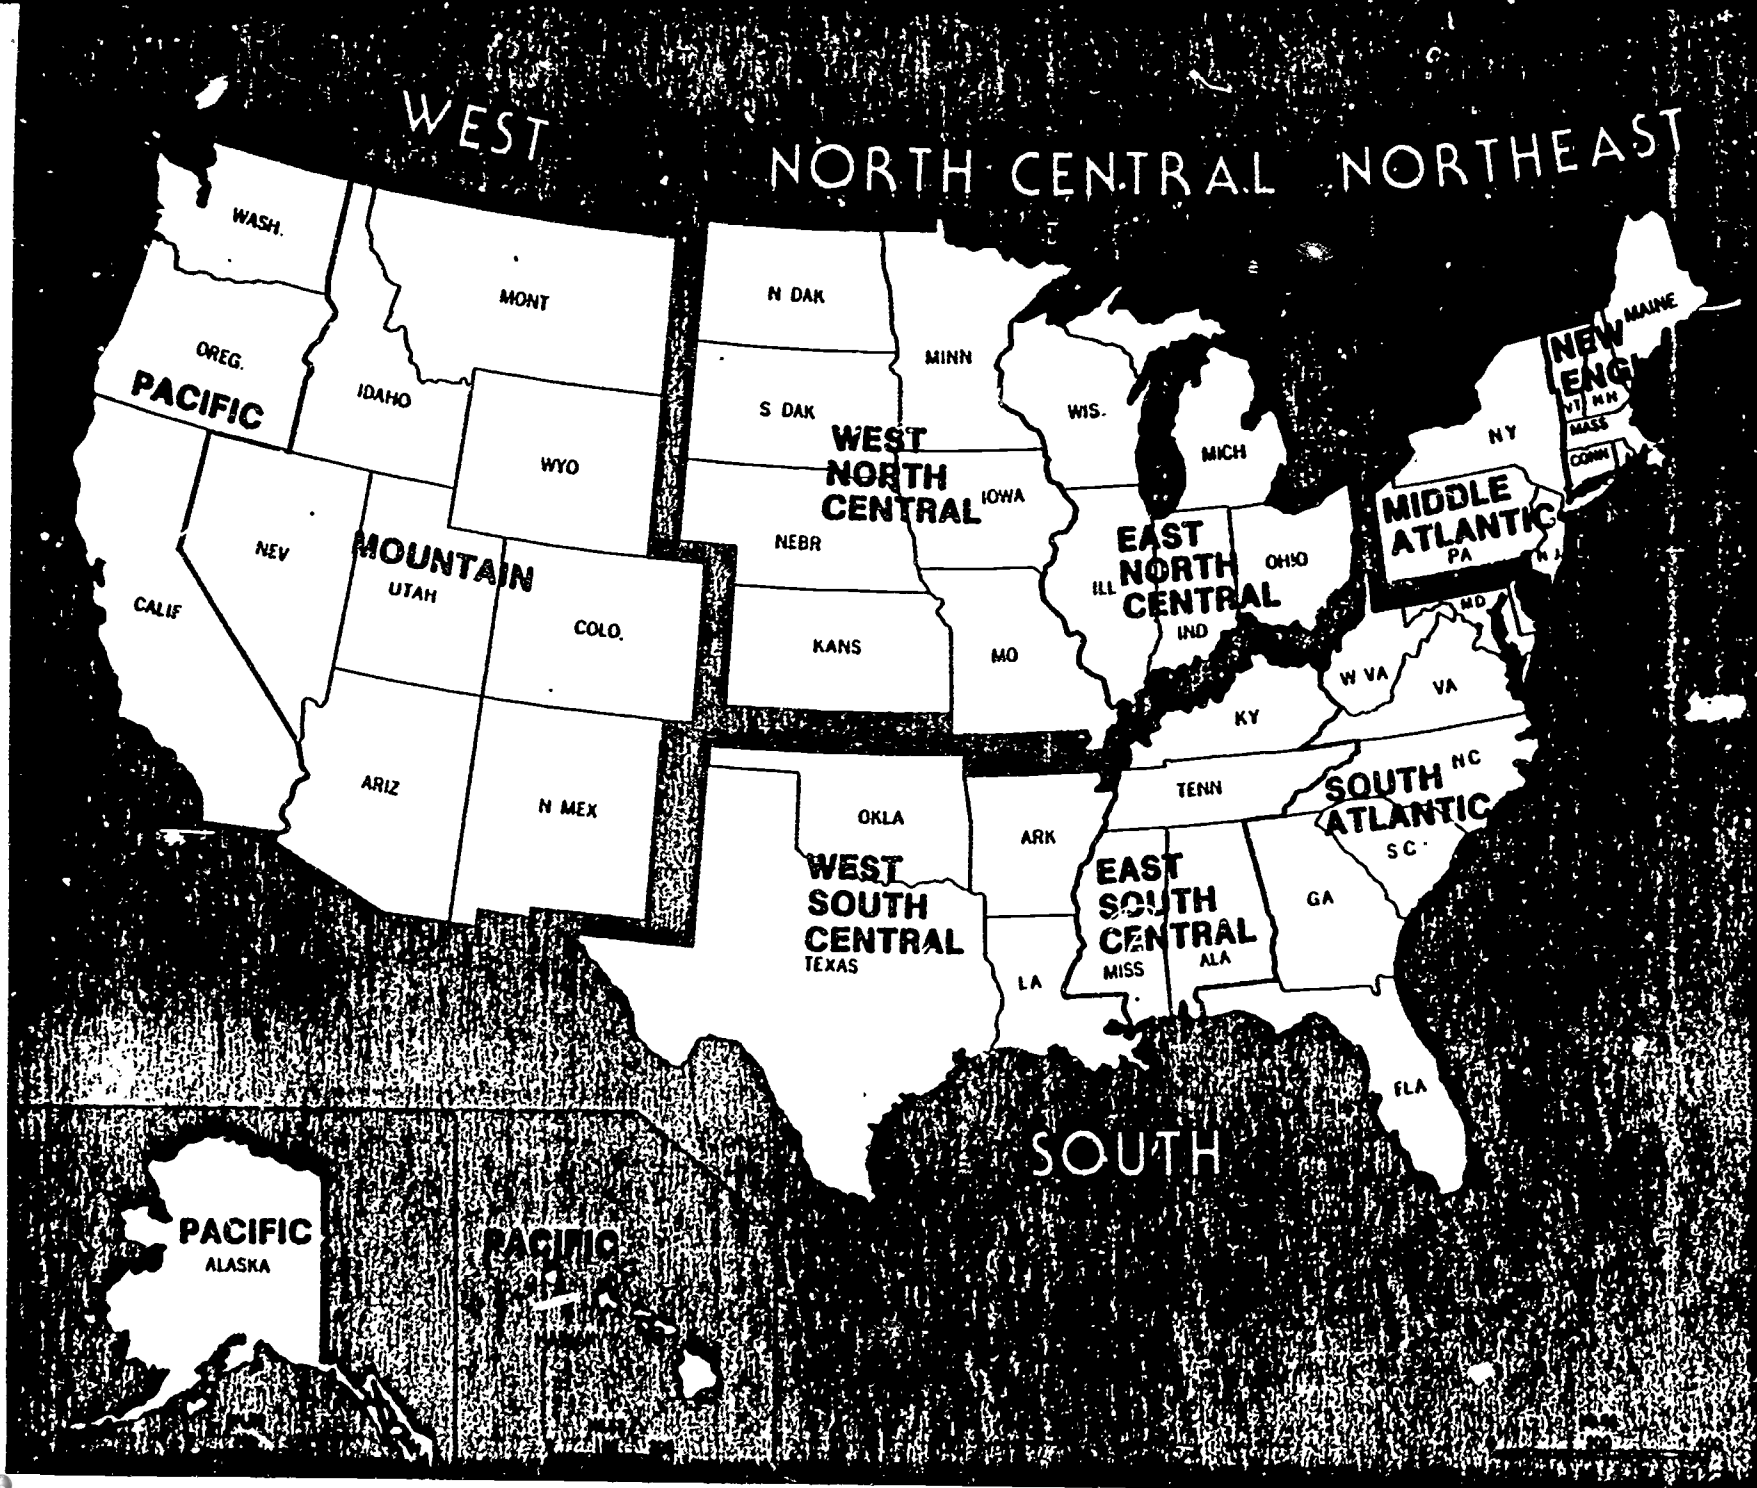 WEST
NORTH CENTRAL
NORTHEAST
WASH.
OREG.
PACIFIC
CALIF
NEV
IDAHO
MONT
WYO
MOUNTAIN
UTAH
COLO.
ARIZ
N MEX
N DAK
S DAK
MINN
WEST
NORTH
CENTRAL
IOWA
NEBR
KANS
MO
WIS.
MICH
EAST
NORTH
CENTRAL
ILL
IND
OHIO
NEW
ENG
MAINE
VT
NH
MASS
CONN
NY
MIDDLE
ATLANTIC
PA
NJ
MD
W VA
VA
KY
TENN
NC
SOUTH
ATLANTIC
SC
GA
FLA
EAST
SOUTH
CENTRAL
MISS
ALA
OKLA
ARK
WEST
SOUTH
CENTRAL
TEXAS
LA
SOUTH
PACIFIC
ALASKA
PACIFIC